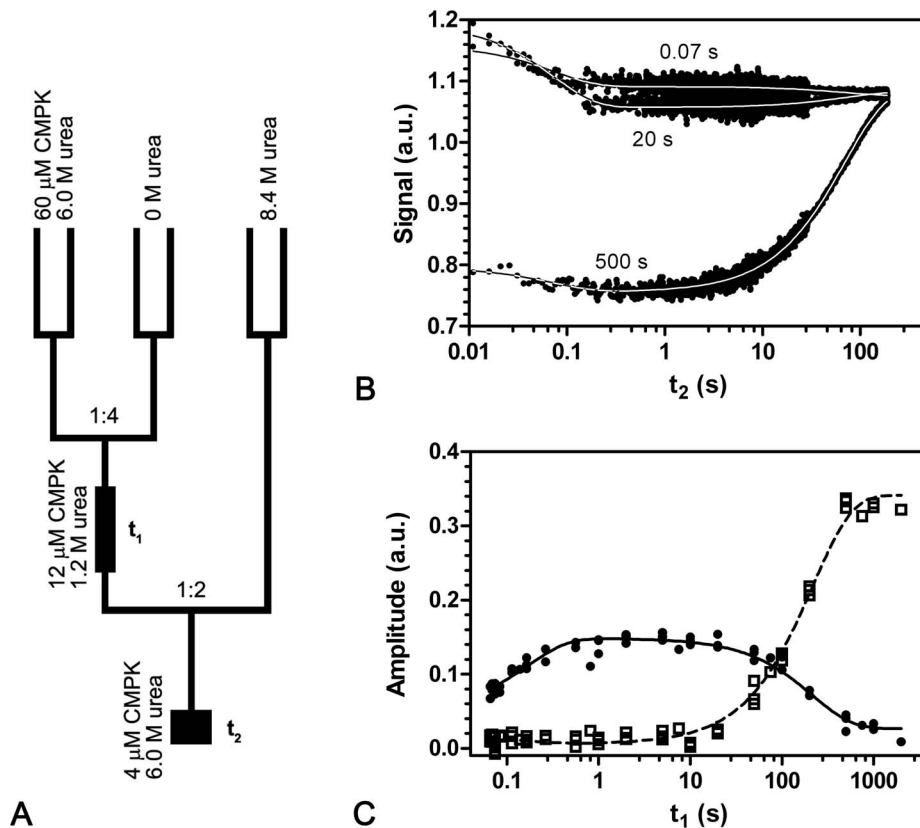 60 µM CMPK
6.0 M urea
0 M urea
8.4 M urea
1:4
12 µM CMPK
1.2 M urea
t1
1:2
4 µM CMPK
6.0 M urea
t2
A
Signal (a.u.)
1.2
1.1
1.0
0.9
0.8
0.7
0.07 s
20 s
500 s
0.01
0.1
1
10
100
t2 (s)
B
Amplitude (a.u.)
0.4
0.3
0.2
0.1
0.0
0.1
1
10
100
1000
t1 (s)
C